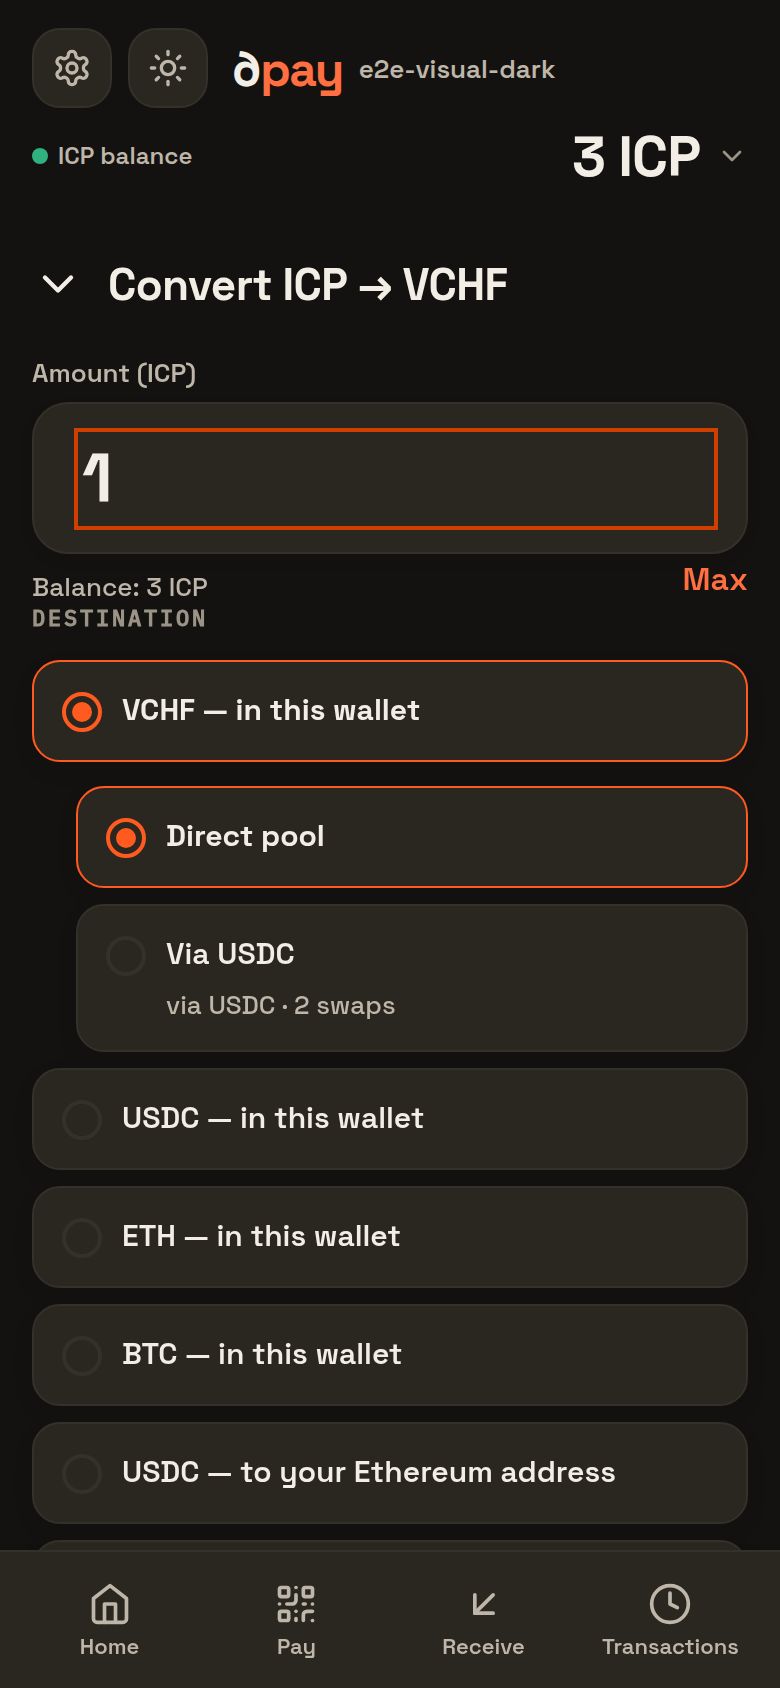 ∂pay e2e-visual-dark
ICP balance
3 ICP
Convert ICP → VCHF
Amount (ICP)
1
Balance: 3 ICP
Max
DESTINATION
VCHF — in this wallet
Direct pool
Via USDC
via USDC · 2 swaps
USDC — in this wallet
ETH — in this wallet
BTC — in this wallet
USDC — to your Ethereum address
Home
Pay
Receive
Transactions